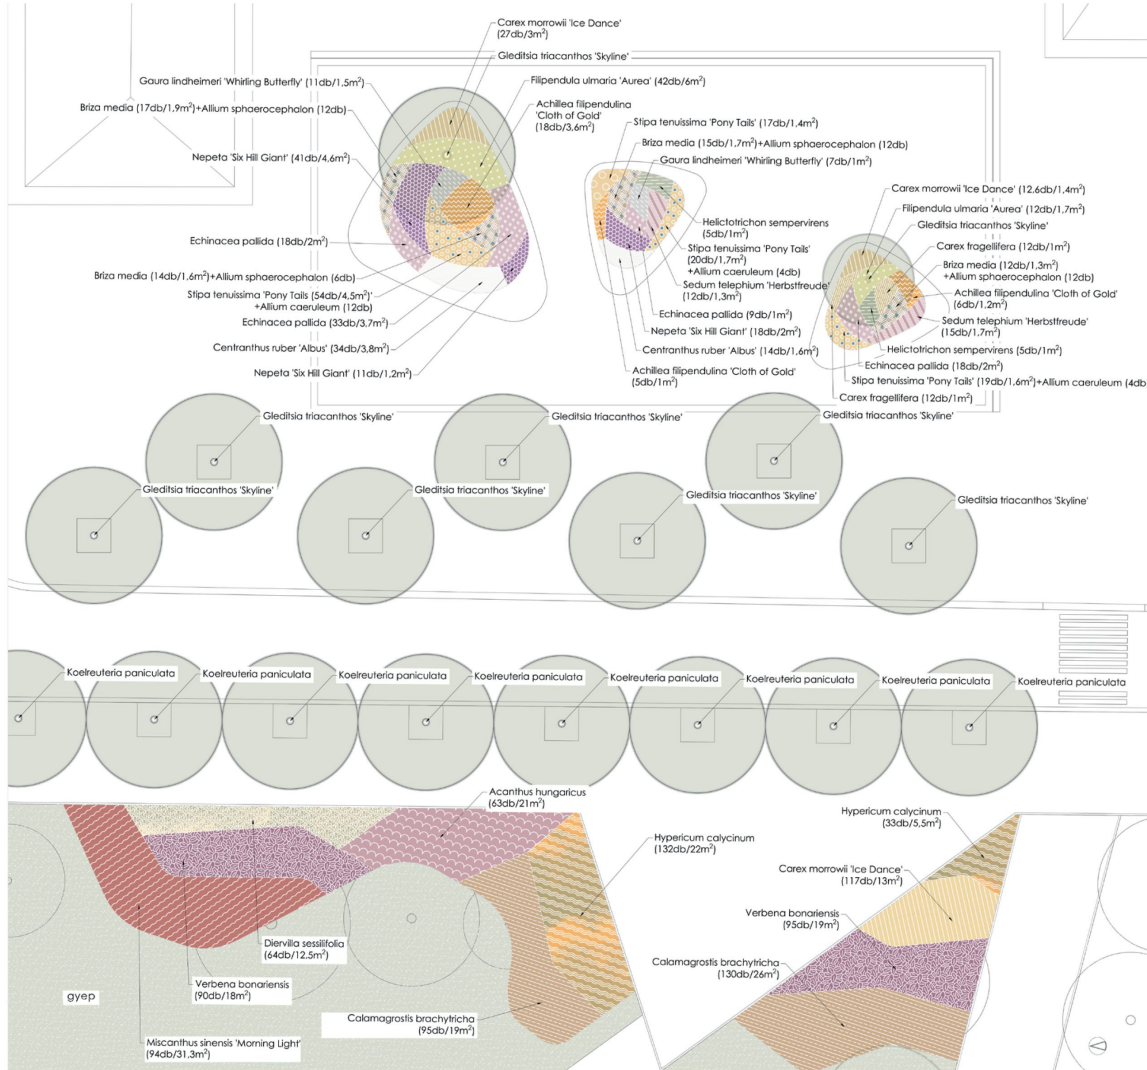 Carex morrowii 'Ice Dance'
(27db/3m²)
Gleditsia triacanthos 'Skyline'
Gaura lindheimeri 'Whirling Butterfly' (11db/1,5m²)
Filipendula ulmaria 'Aurea' (42db/6m²)
Briza media (17db/1,9m²)+Allium sphaerocephalon (12db)
Achillea filipendulina
'Cloth of Gold'
(18db/3,6m²)
Nepeta 'Six Hill Giant' (41db/4,6m²)
Echinacea pallida (18db/2m²)
Briza media (14db/1,6m²)+Allium sphaerocephalon (6db)
Stipa tenuissima 'Pony Tails (54db/4,5m²)'
+Allium caeruleum (12db)
Echinacea pallida (33db/3,7m²)
Centranthus ruber 'Albus' (34db/3,8m²)
Nepeta 'Six Hill Giant' (11db/1,2m²)
Stipa tenuissima 'Pony Tails' (17db/1,4m²)
Briza media (15db/1,7m²)+Allium sphaerocephalon (12db)
Gaura lindheimeri 'Whirling Butterfly' (7db/1m²)
Helictotrichon sempervirens
(5db/1m²)
Stipa tenuissima 'Pony Tails'
(20db/1,7m²)
+Allium caeruleum (4db)
Sedum telephium 'Herbstfreude'
(12db/1,3m²)
Echinacea pallida (9db/1m²)
Nepeta 'Six Hill Giant' (18db/2m²)
Centranthus ruber 'Albus' (14db/1,6m²)
Achillea filipendulina 'Cloth of Gold'
(5db/1m²)
Carex morrowii 'Ice Dance' (12.6db/1,4m²)
Filipendula ulmaria 'Aurea' (12db/1,7m²)
Gleditsia triacanthos 'Skyline'
Carex fragellifera (12db/1m²)
Briza media (12db/1,3m²)
+Allium sphaerocephalon (12db)
Achillea filipendulina 'Cloth of Gold'
(6db/1,2m²)
Sedum telephium 'Herbstfreude'
(15db/1,7m²)
Helictotrichon sempervirens (5db/1m²)
Echinacea pallida (18db/2m²)
Stipa tenuissima 'Pony Tails' (19db/1,6m²)+Allium caeruleum (4db
Carex fragellifera (12db/1m²)
Gleditsia triacanthos 'Skyline'
Gleditsia triacanthos 'Skyline'
Gleditsia triacanthos 'Skyline'
Gleditsia triacanthos 'Skyline'
Gleditsia triacanthos 'Skyline'
Gleditsia triacanthos 'Skyline'
Gleditsia triacanthos 'Skyline'
Koelreuteria paniculata
Koelreuteria paniculata
Koelreuteria paniculata
Koelreuteria paniculata
Koelreuteria paniculata
Koelreuteria paniculata
Koelreuteria paniculata
Koelreuteria paniculata
Acanthus hungaricus
(63db/21m²)
Hypericum calycinum
(132db/22m²)
Diervilla sessilifolia
(64db/12,5m²)
Verbena bonariensis
(90db/18m²)
gyep
Calamagrostis brachytricha
(95db/19m²)
Miscanthus sinensis 'Morning Light'
(94db/31,3m²)
Hypericum calycinum
(33db/5,5m²)
Carex morrowii 'Ice Dance'
(117db/13m²)
Verbena bonariensis
(95db/19m²)
Calamagrostis brachytricha
(130db/26m²)